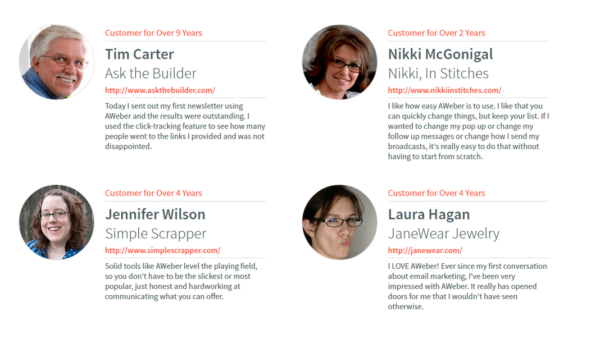 Customer for Over 9 Years
Tim Carter
Ask the Builder
http://www.askthebuilder.com/
Today I sent out my first newsletter using
AWeber and the results were outstanding. I
used the click-tracking feature to see how many
people went to the links I provided and was not
disappointed.
Customer for Over 2 Years
Nikki McGonigal
Nikki, In Stitches
http://www.nikkiinstitches.com/
I like how easy AWeber is to use. I like that you
can quickly change things, but keep your list. If I
wanted to change my pop up or change my
follow up messages or change how I send my
broadcasts, it's really easy to do that without
having to start from scratch.
Customer for Over 4 Years
Jennifer Wilson
Simple Scrapper
http://www.simplescrapper.com/
Solid tools like AWeber level the playing field,
so you don't have to be the slickest or most
popular, just honest and hardworking at
communicating what you can offer.
Customer for Over 4 Years
Laura Hagan
JaneWear Jewelry
http://janewear.com/
I LOVE AWeber! Ever since my first conversation
about email marketing, I've been very
impressed with AWeber. It really has opened
doors for me that I wouldn't have seen
otherwise.